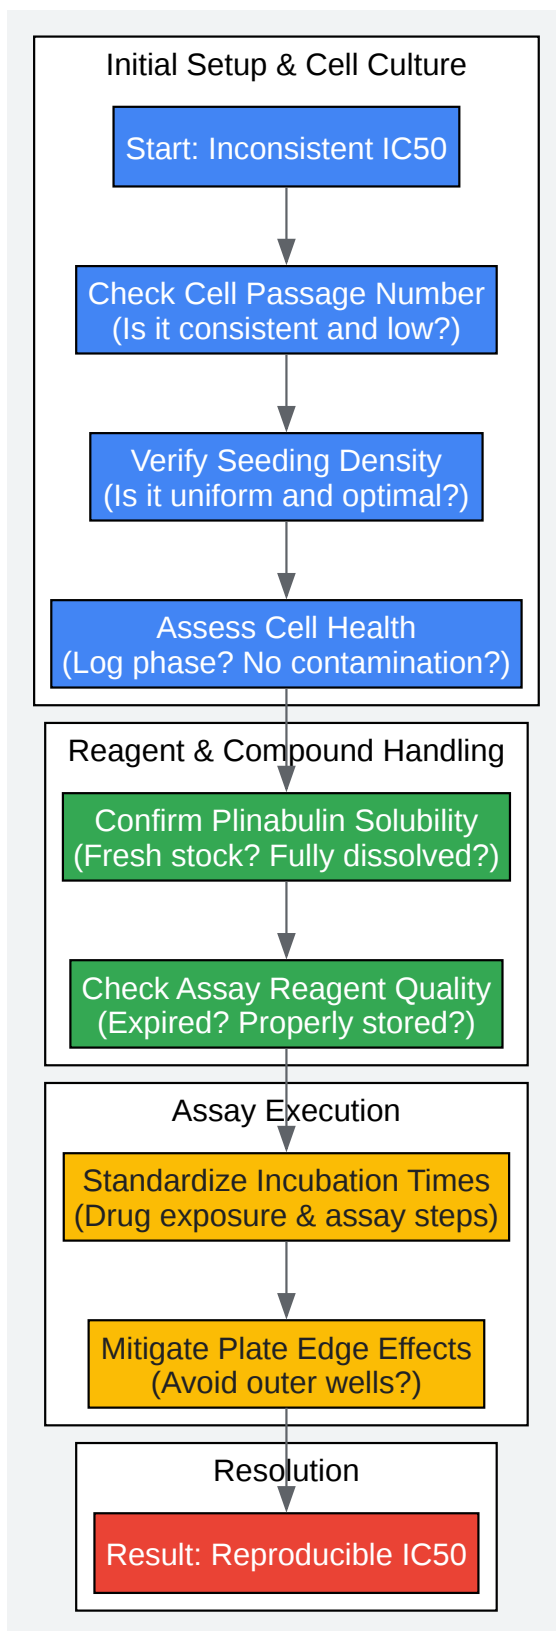 Initial Setup & Cell Culture
Start: Inconsistent IC50
Check Cell Passage Number
(Is it consistent and low?)
Verify Seeding Density
(Is it uniform and optimal?)
Assess Cell Health
(Log phase? No contamination?)
Reagent & Compound Handling
Confirm Plinabulin Solubility
(Fresh stock? Fully dissolved?)
Check Assay Reagent Quality
(Expired? Properly stored?)
Assay Execution
Standardize Incubation Times
(Drug exposure & assay steps)
Mitigate Plate Edge Effects
(Avoid outer wells?)
Resolution
Result: Reproducible IC50